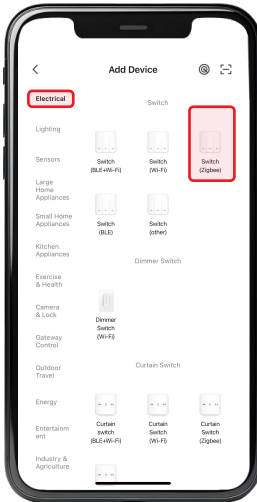 Add Device
Electrical
Lighting
Sensors
Large
Home
Appliances
Small Home
Appliances
Kitchen
Appliances
Exercise
& Health
Camera
& Lock
Gateway
Control
Outdoor
Travel
Energy
Entertainm
ent
Industry &
Agriculture
Switch
Switch
(BLE+Wi-Fi)
Switch
(Wi-Fi)
Switch
(Zigbee)
Switch
(BLE)
Switch
(other)
Dimmer Switch
Dimmer
Switch
(Wi-Fi)
Curtain Switch
Curtain
switch
(BLE+Wi-Fi)
Curtain
Switch
(Wi-Fi)
Curtain
Switch
(Zigbee)